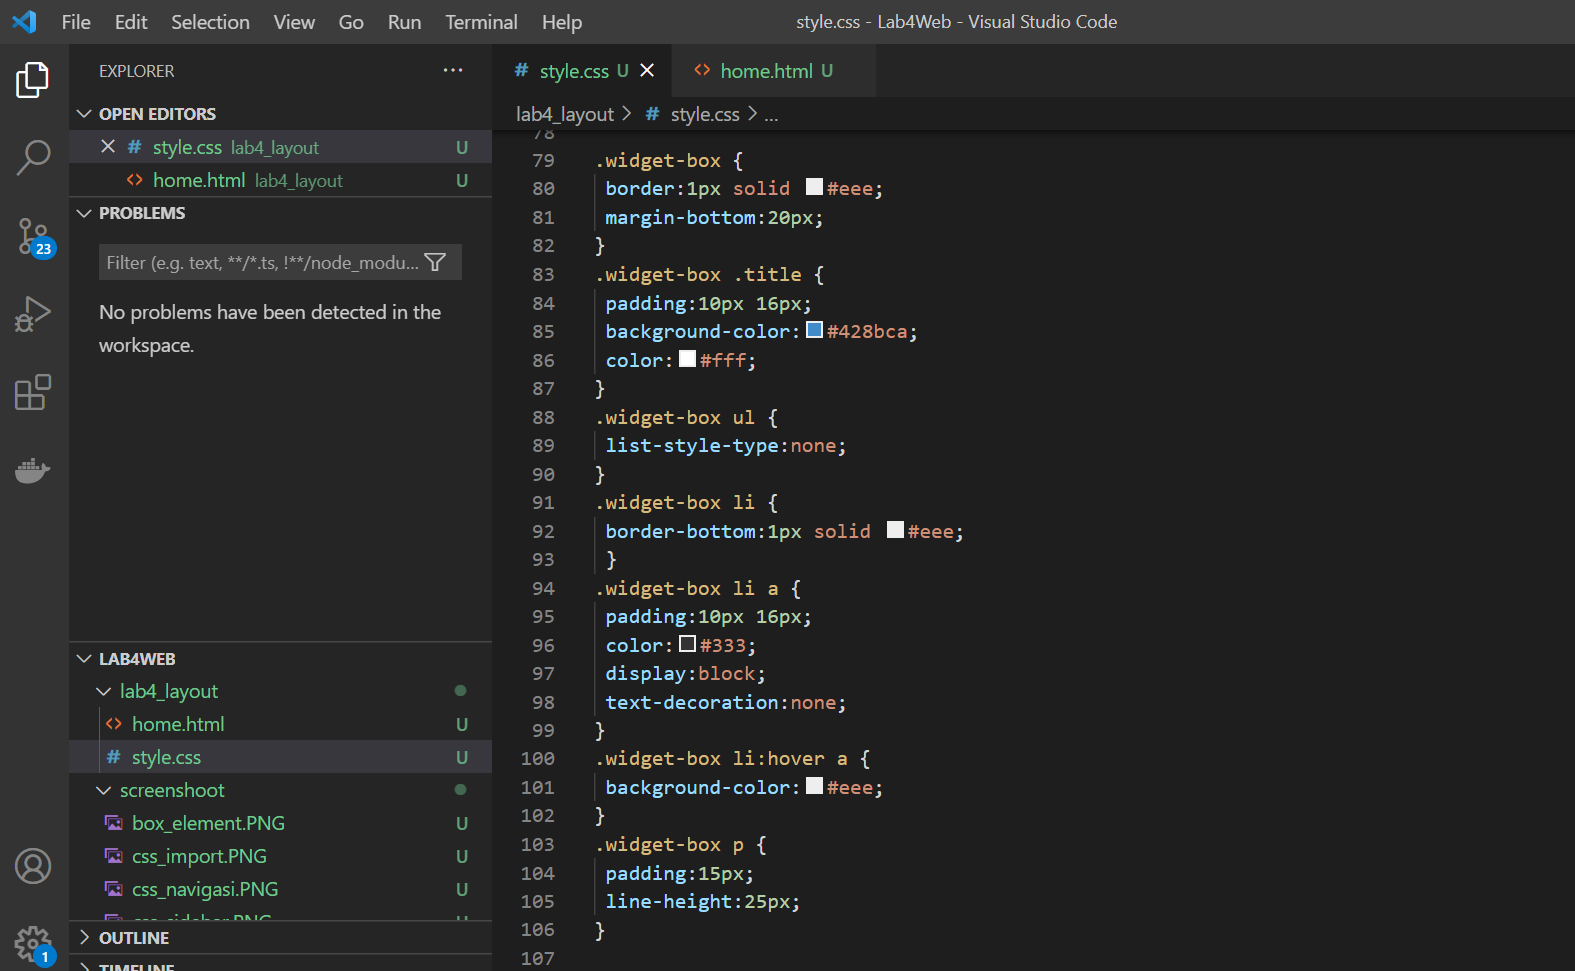 File Edit Selection View Go Run Terminal Help
style.css - Lab4Web - Visual Studio Code
EXPLORER
OPEN EDITORS
style.css lab4_layout U
home.html lab4_layout U
PROBLEMS
Filter (e.g. text, **/*.ts, !**/node_modu...
No problems have been detected in the
workspace.
LAB4WEB
lab4_layout
home.html U
style.css U
screenshoot
box_element.PNG U
css_import.PNG U
css_navigasi.PNG U
css_sidebar.PNG U
OUTLINE
TIMELINE
23
1
# style.css U
<> home.html U
lab4_layout > # style.css > ...
78
79 .widget-box {
80 border:1px solid #eee;
81 margin-bottom:20px;
82 }
83 .widget-box .title {
84 padding:10px 16px;
85 background-color:#428bca;
86 color:#fff;
87 }
88 .widget-box ul {
89 list-style-type:none;
90 }
91 .widget-box li {
92 border-bottom:1px solid #eee;
93 }
94 .widget-box li a {
95 padding:10px 16px;
96 color:#333;
97 display:block;
98 text-decoration:none;
99 }
100 .widget-box li:hover a {
101 background-color:#eee;
102 }
103 .widget-box p {
104 padding:15px;
105 line-height:25px;
106 }
107